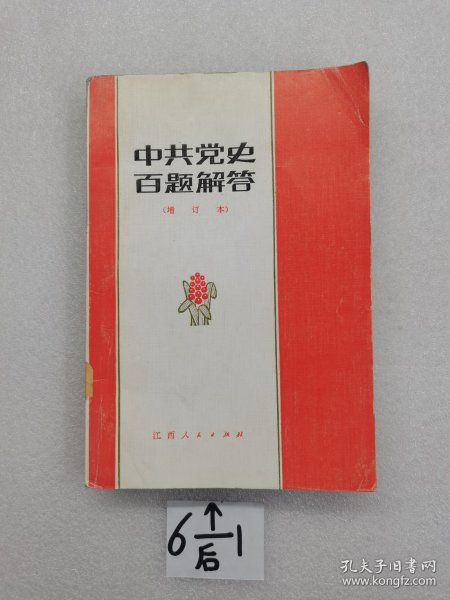 中共党史
百题解答
（增订本）
江西人民出版社
6 ↑ 1
后
孔夫子旧书网
www.kongfz.com